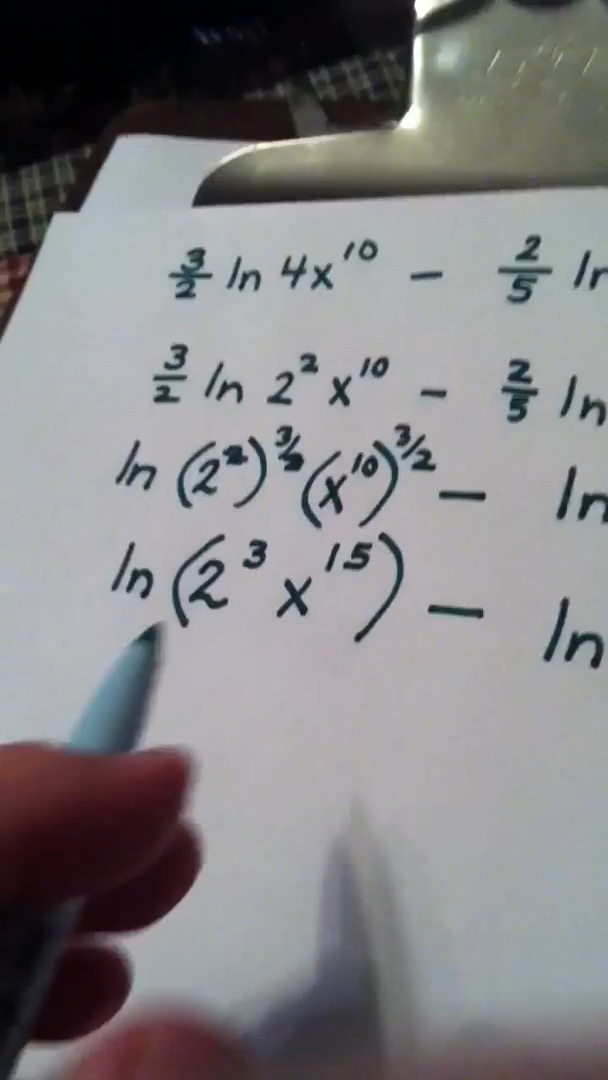 3/2 ln 4x^10 - 2/5 ln
3/2 ln 2^2 x^10 - 2/5 ln
ln (2^2)^3/2 (x^10)^3/2 - ln
ln (2^3 x^15) - ln